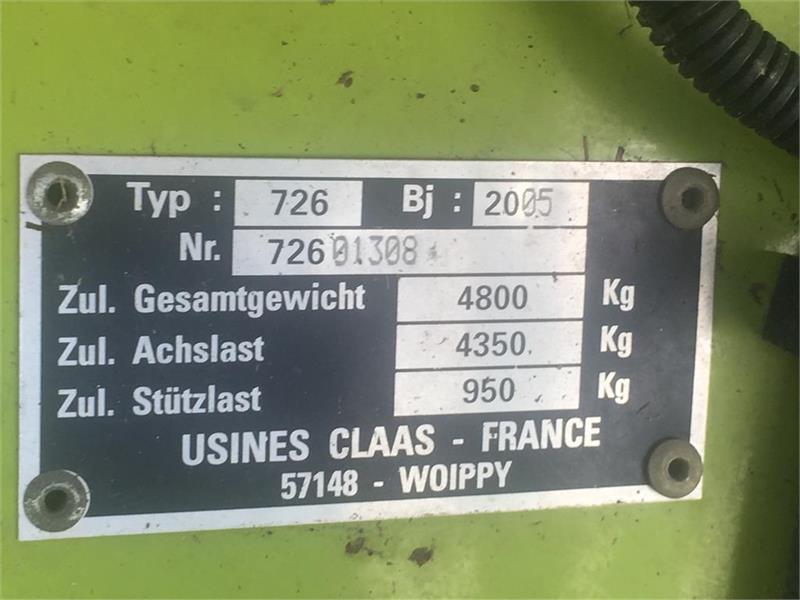 Typ : 726 Bj : 2005
Nr. 72601308
Zul. Gesamtgewicht 4800 Kg
Zul. Achslast 4350 Kg
Zul. Stützlast 950 Kg
USINES CLAAS - FRANCE
57148 - WOIPPY